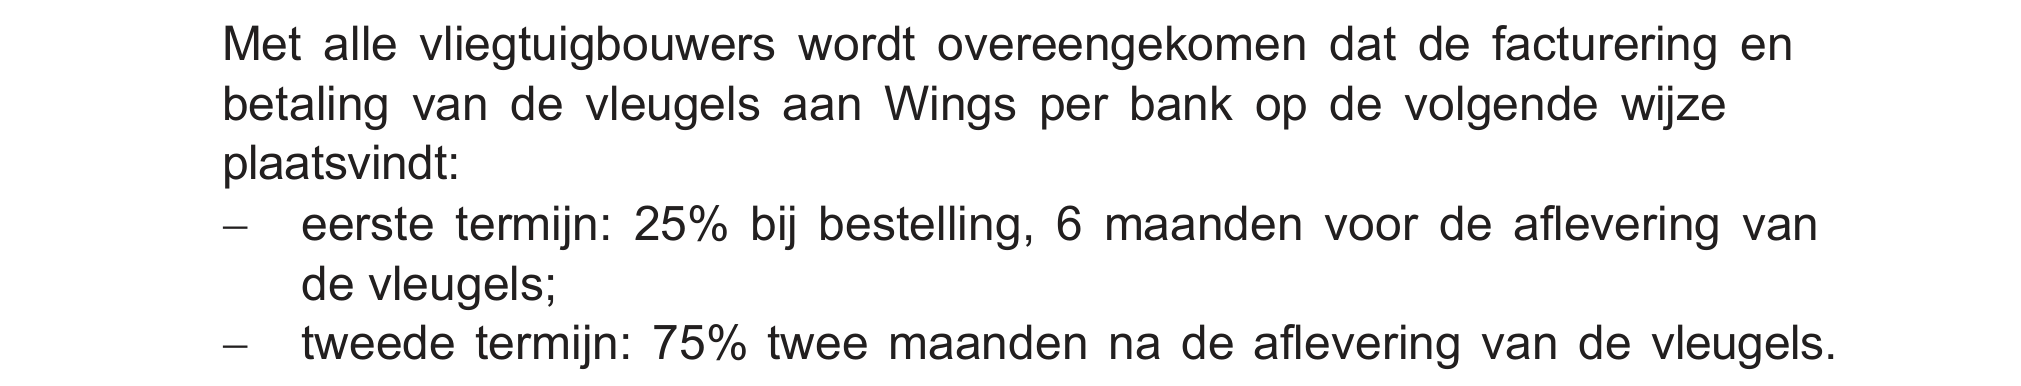 Met alle vliegtuigbouwers wordt overeengekomen dat de facturering en
betaling van de vleugels aan Wings per bank op de volgende wijze
plaatsvindt:
– eerste termijn: 25% bij bestelling, 6 maanden voor de aflevering van
de vleugels;
– tweede termijn: 75% twee maanden na de aflevering van de vleugels.